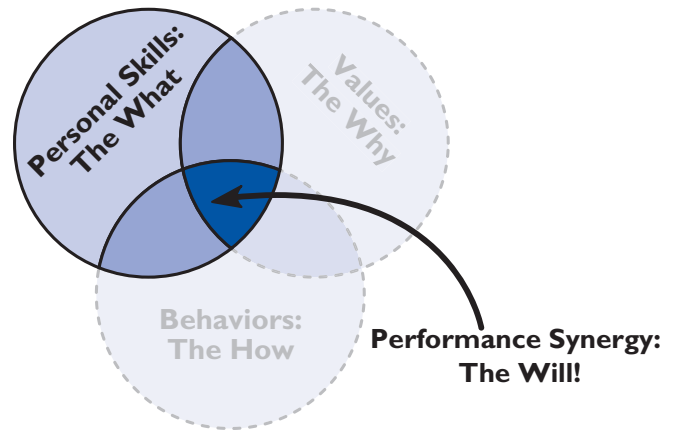 Personal Skills:
The What
Values:
The Why
Behaviors:
The How
Performance Synergy:
The Will!